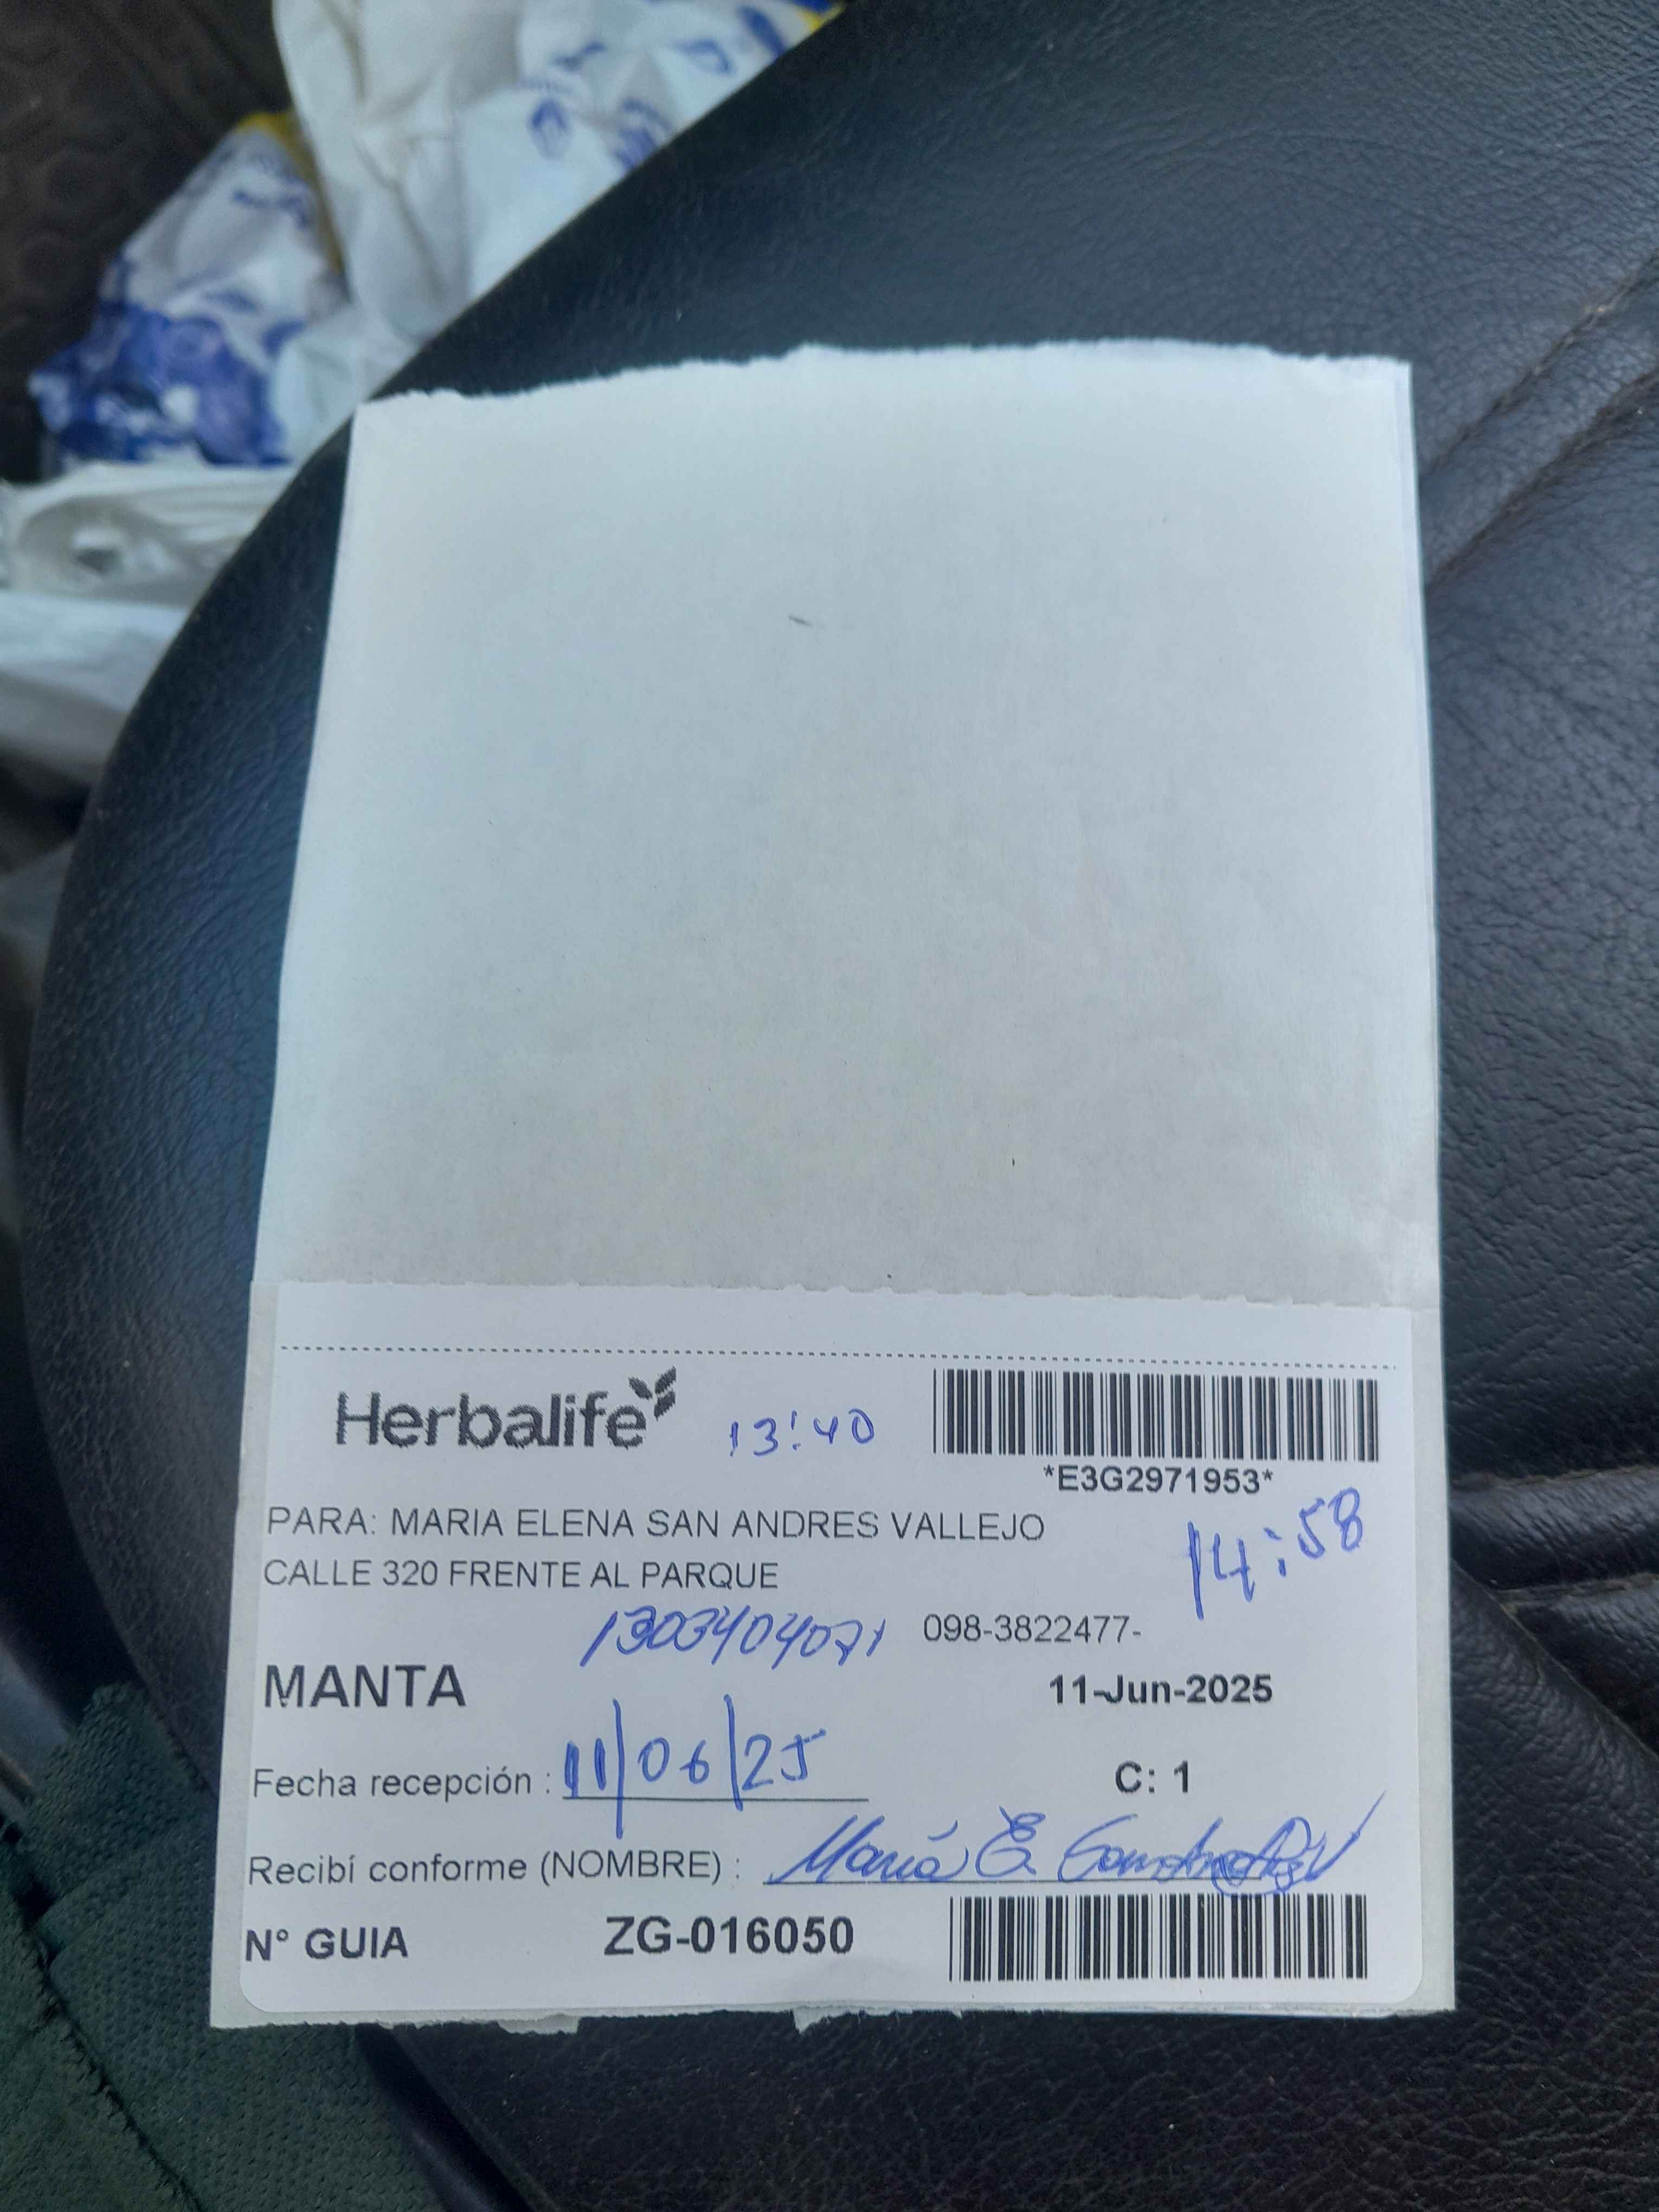 Herbalife
13:40
*E3G2971953*
PARA: MARIA ELENA SAN ANDRES VALLEJO
14:58
CALLE 320 FRENTE AL PARQUE
1303404071 098-3822477-
MANTA 11-Jun-2025
Fecha recepción : 11/06/25 C: 1
Recibí conforme (NOMBRE) : María E.
N° GUIA ZG-016050